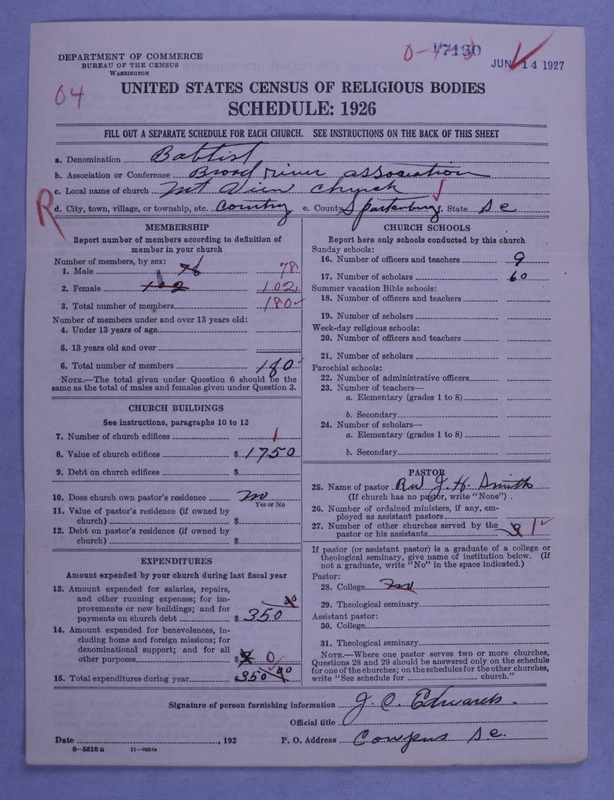 DEPARTMENT OF COMMERCE
BUREAU OF THE CENSUS
WASHINGTON
17130
JUN 14 1927
04
UNITED STATES CENSUS OF RELIGIOUS BODIES
SCHEDULE: 1926
FILL OUT A SEPARATE SCHEDULE FOR EACH CHURCH. SEE INSTRUCTIONS ON THE BACK OF THIS SHEET
a. Denomination Babtist
b. Association or Conference Broad river association
c. Local name of church Mt View church
R
d. City, town, village, or township, etc. Country e. County Spartanburg, State S C
MEMBERSHIP
Report number of members according to definition of member in your church
Number of members, by sex:
1. Male 78 78
2. Female 102 102
3. Total number of members 180
Number of members under and over 13 years old:
4. Under 13 years of age
5. 13 years old and over
6. Total number of members 180
NOTE.—The total given under Question 6 should be the same as the total of males and females given under Question 3.
CHURCH BUILDINGS
See instructions, paragraphs 10 to 12
7. Number of church edifices 1
8. Value of church edifices $ 1750
9. Debt on church edifices $
10. Does church own pastor's residence no
Yes or No
11. Value of pastor's residence (if owned by church) $
12. Debt on pastor's residence (if owned by church) $
EXPENDITURES
Amount expended by your church during last fiscal year
13. Amount expended for salaries, repairs, and other running expenses; for improvements or new buildings; and for payments on church debt $ 350
14. Amount expended for benevolences, including home and foreign missions; for denominational support; and for all other purposes $ 0
15. Total expenditures during year 350
CHURCH SCHOOLS
Report here only schools conducted by this church
Sunday schools:
16. Number of officers and teachers 9
17. Number of scholars 60
Summer vacation Bible schools:
18. Number of officers and teachers
19. Number of scholars
Week-day religious schools:
20. Number of officers and teachers
21. Number of scholars
Parochial schools:
22. Number of administrative officers
23. Number of teachers—
a. Elementary (grades 1 to 8)
b. Secondary
24. Number of scholars—
a. Elementary (grades 1 to 8)
b. Secondary
PASTOR
25. Name of pastor Rev J. H. Smith
(If church has no pastor, write "None")
26. Number of ordained ministers, if any, employed as assistant pastors
27. Number of other churches served by the pastor or his assistants 1
If pastor (or assistant pastor) is a graduate of a college or theological seminary, give name of institution below. (If not a graduate, write "No" in the space indicated.)
Pastor:
28. College no
29. Theological seminary
Assistant pastor:
30. College
31. Theological seminary
NOTE.—Where one pastor serves two or more churches, Questions 28 and 29 should be answered only on the schedule for one of the churches; on the schedules for the other churches, write "See schedule for church."
Signature of person furnishing information J. C. Edwards.
Official title
Date , 192 P. O. Address Cowpens S C
8—5518a